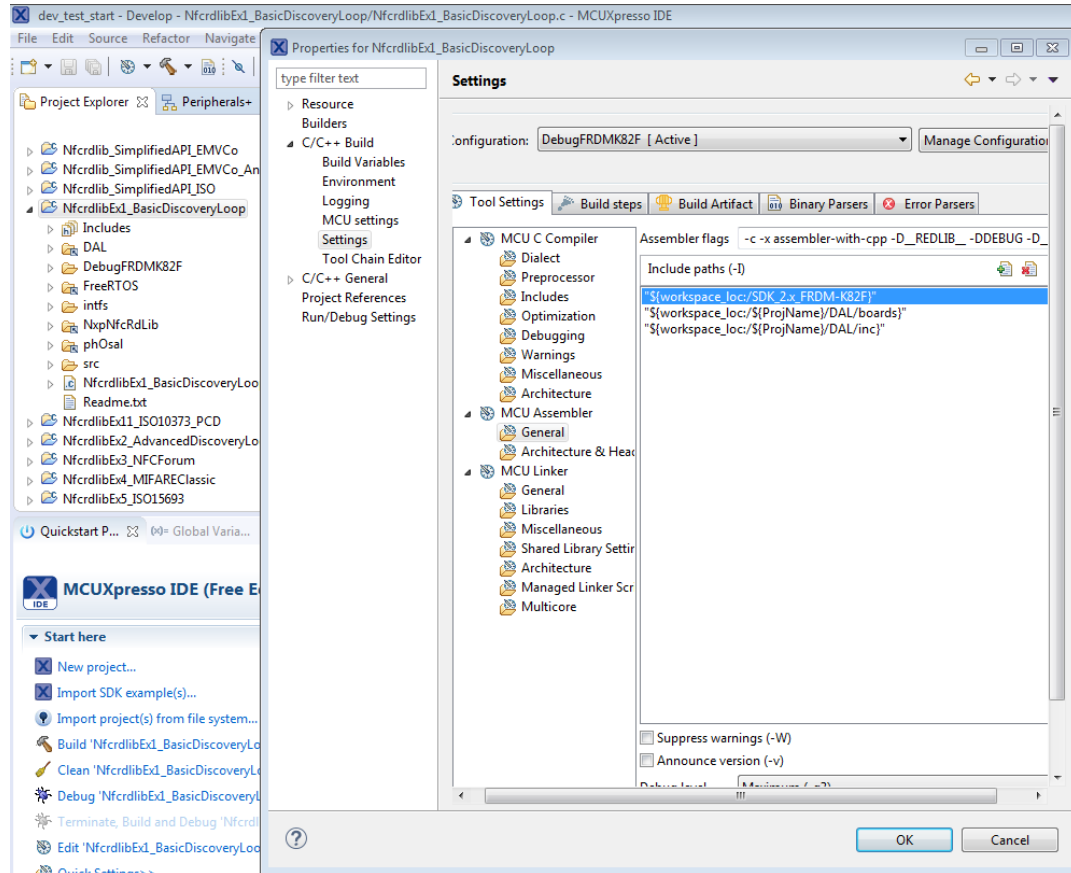 dev_test_start - Develop - NfcrdlibEx1_BasicDiscoveryLoop/NfcrdlibEx1_BasicDiscoveryLoop.c - MCUXpresso IDE
File Edit Source Refactor Navigate
Project Explorer
Peripherals+
Nfcrdlib_SimplifiedAPI_EMVCo
Nfcrdlib_SimplifiedAPI_EMVCo_An
Nfcrdlib_SimplifiedAPI_ISO
NfcrdlibEx1_BasicDiscoveryLoop
Includes
DAL
DebugFRDMK82F
FreeRTOS
intfs
NxpNfcRdLib
phOsal
src
NfcrdlibEx1_BasicDiscoveryLoo
Readme.txt
NfcrdlibEx11_ISO10373_PCD
NfcrdlibEx2_AdvancedDiscoveryLo
NfcrdlibEx3_NFCForum
NfcrdlibEx4_MIFAREClassic
NfcrdlibEx5_ISO15693
Quickstart P...
(x)= Global Varia...
IDE
MCUXpresso IDE (Free E
Start here
New project...
Import SDK example(s)...
Import project(s) from file system...
Build 'NfcrdlibEx1_BasicDiscoveryLo
Clean 'NfcrdlibEx1_BasicDiscoveryLo
Debug 'NfcrdlibEx1_BasicDiscoveryL
Terminate, Build and Debug 'Nfcrdl
Edit 'NfcrdlibEx1_BasicDiscoveryLoo
Quick Settings>>
Properties for NfcrdlibEx1_BasicDiscoveryLoop
type filter text
Resource
Builders
C/C++ Build
Build Variables
Environment
Logging
MCU settings
Settings
Tool Chain Editor
C/C++ General
Project References
Run/Debug Settings
Settings
Configuration:
DebugFRDMK82F [ Active ]
Manage Configuration
Tool Settings
Build steps
Build Artifact
Binary Parsers
Error Parsers
MCU C Compiler
Dialect
Preprocessor
Includes
Optimization
Debugging
Warnings
Miscellaneous
Architecture
MCU Assembler
General
Architecture & Head
MCU Linker
General
Libraries
Miscellaneous
Shared Library Settin
Architecture
Managed Linker Scr
Multicore
Assembler flags
-c -x assembler-with-cpp -D__REDLIB__ -DDEBUG -D_
Include paths (-I)
"${workspace_loc:/SDK_2.x_FRDM-K82F}"
"${workspace_loc:/${ProjName}/DAL/boards}"
"${workspace_loc:/${ProjName}/DAL/inc}"
Suppress warnings (-W)
Announce version (-v)
Debug level
Maximum (-g3)
OK
Cancel